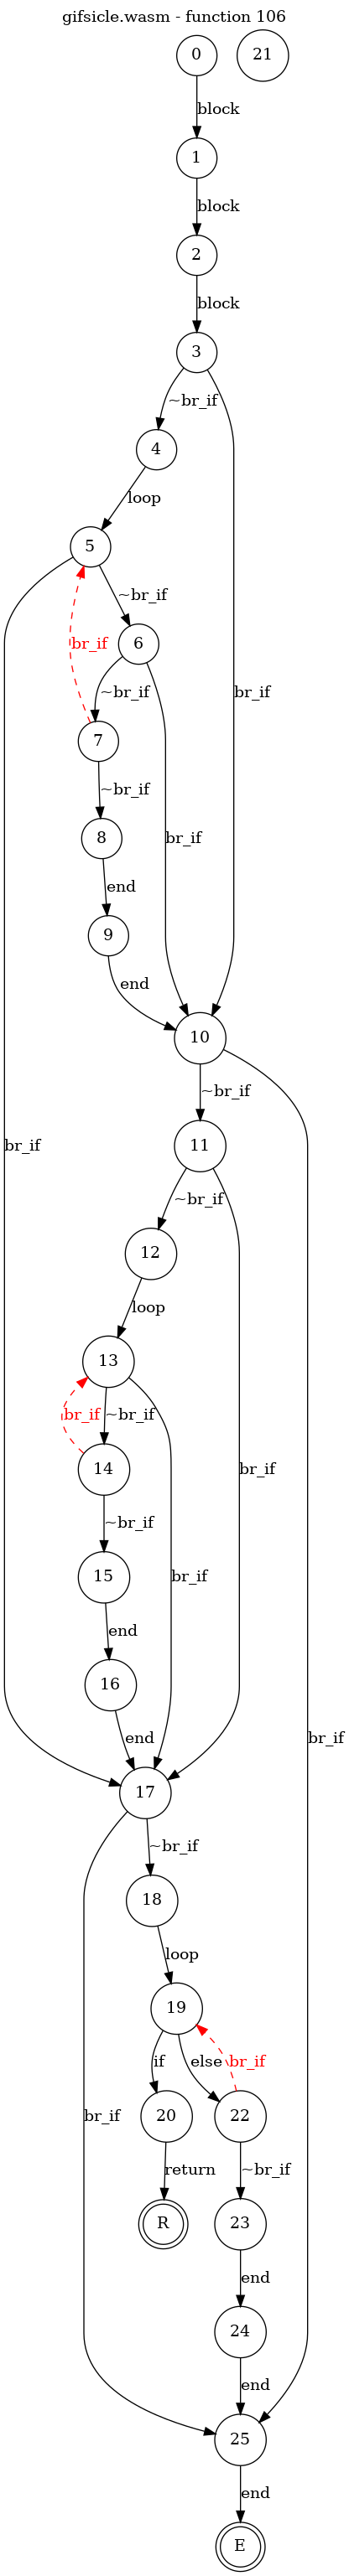 gifsicle.wasm - function 106
0
21
block
1
block
2
block
3
~br_if
4
loop
5
~br_if
6
br_if
~br_if
br_if
7
~br_if
8
br_if
end
9
end
10
~br_if
br_if
11
~br_if
12
loop
13
br_if
~br_if
br_if
14
~br_if
br_if
15
end
16
end
br_if
17
~br_if
18
loop
19
if
else
br_if
20
22
br_if
return
~br_if
R
23
end
24
end
25
end
E